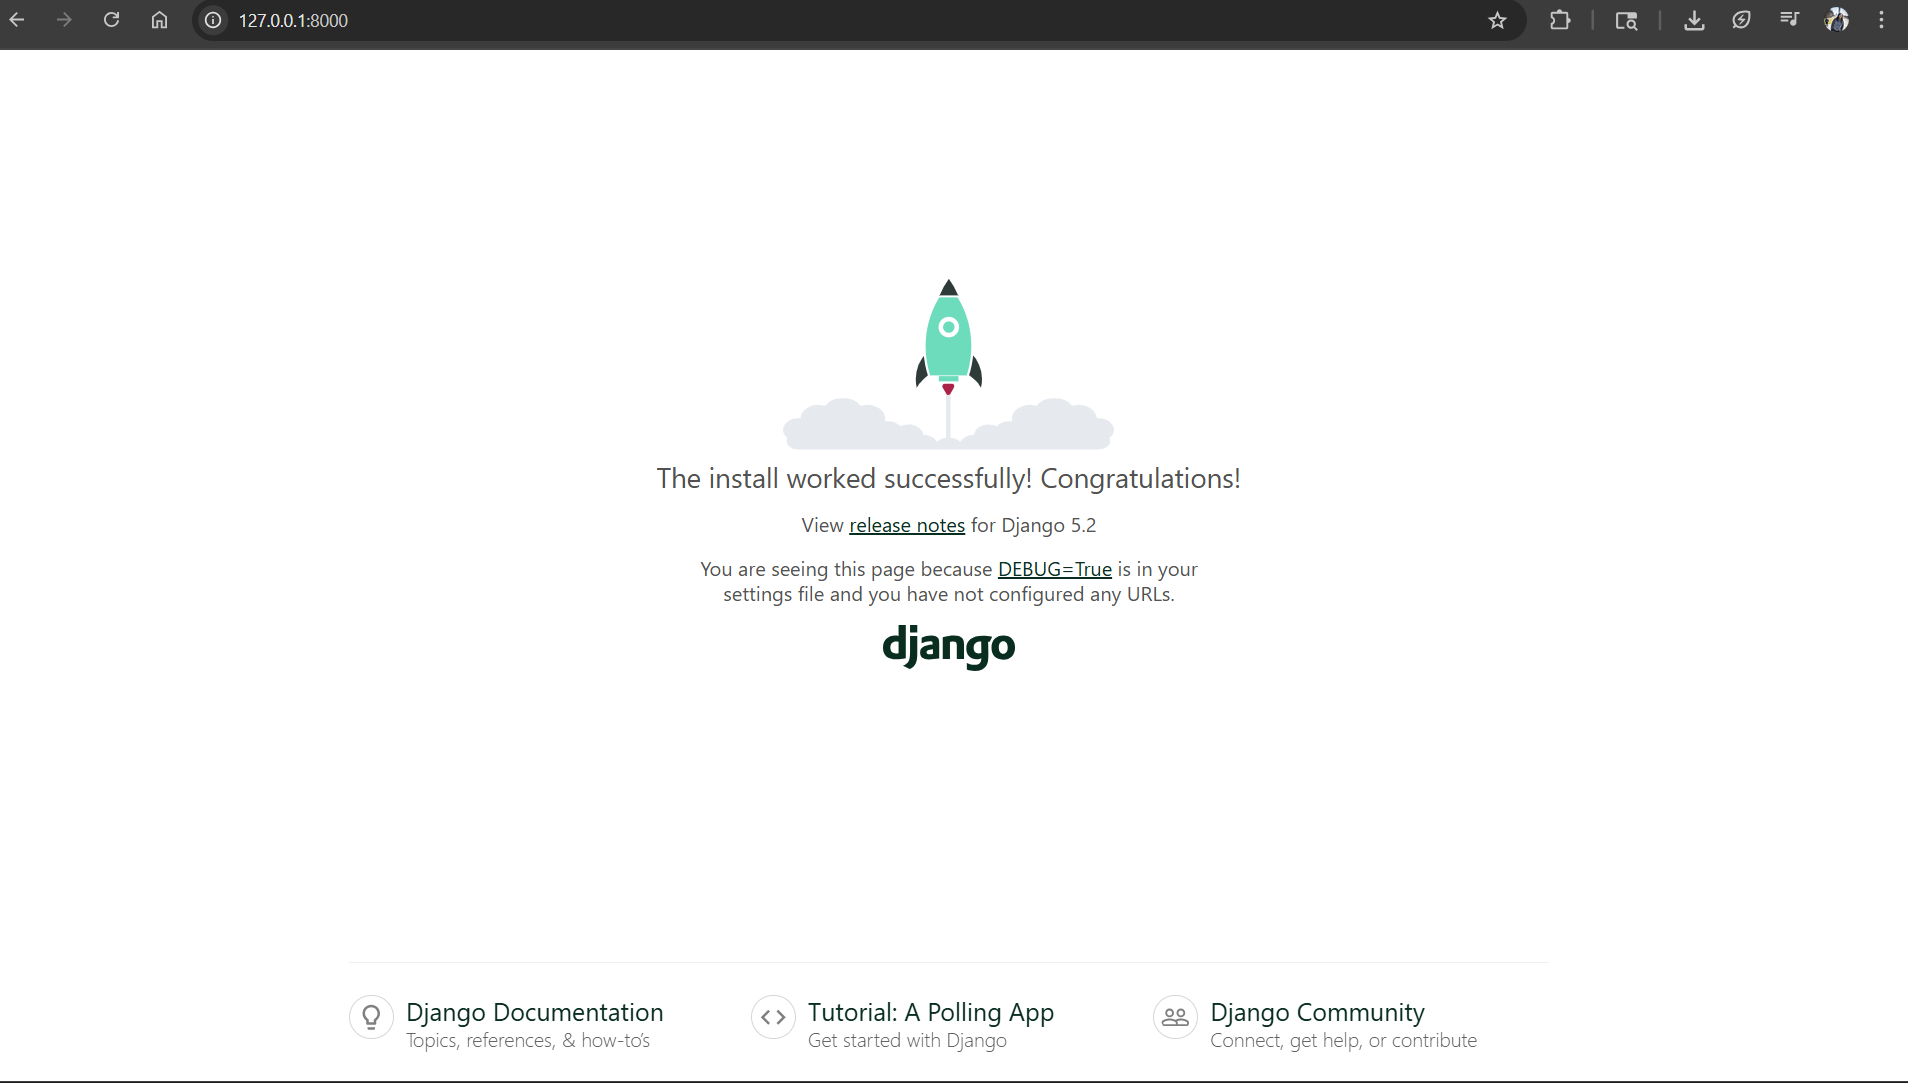 127.0.0.1:8000
The install worked successfully! Congratulations!
View release notes for Django 5.2
You are seeing this page because DEBUG=True is in your
settings file and you have not configured any URLs.
django
Django Documentation
Topics, references, & how-to’s
Tutorial: A Polling App
Get started with Django
Django Community
Connect, get help, or contribute